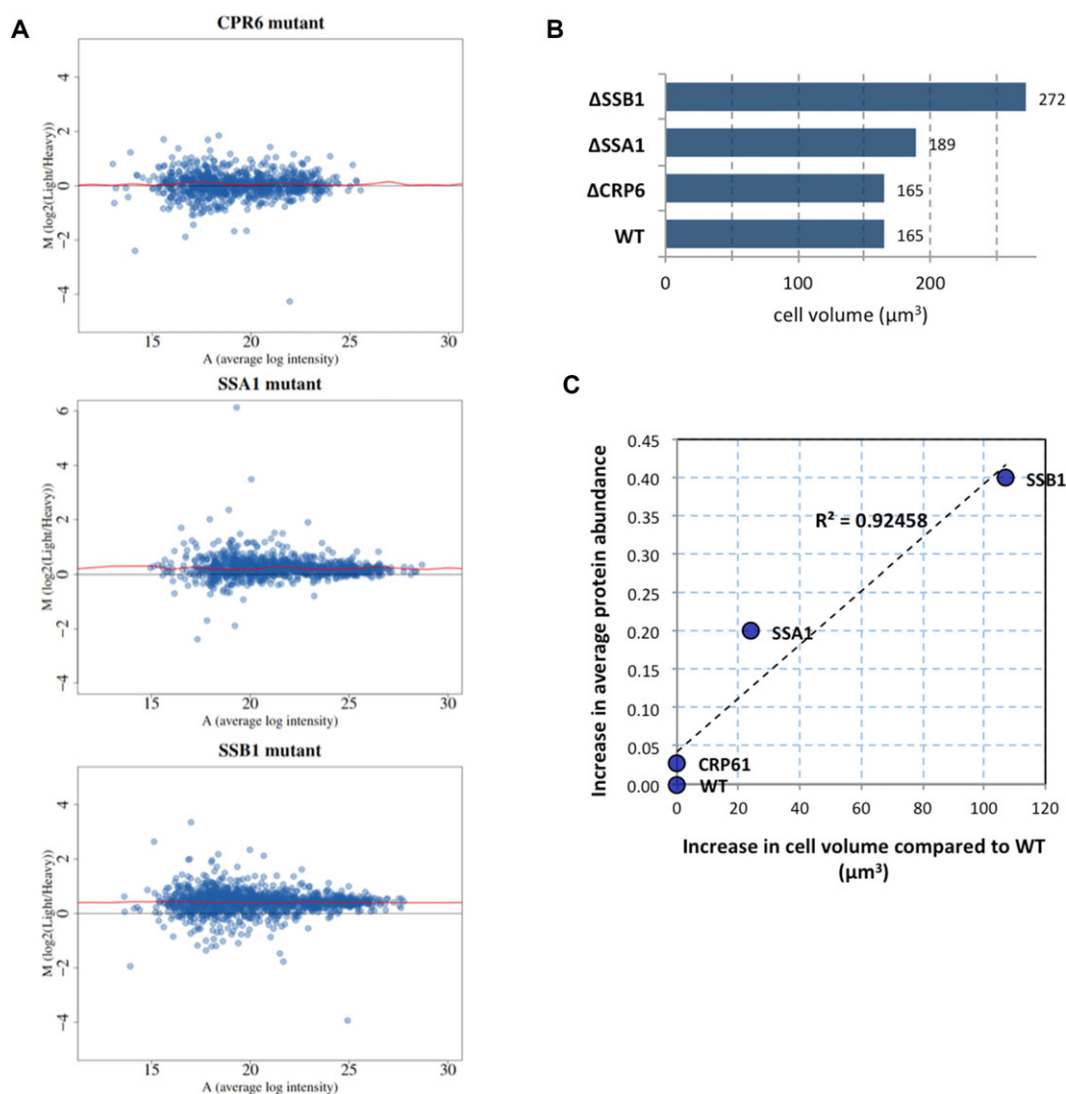 A
CPR6 mutant
M (log2(Light/Heavy))
4
2
0
−2
−4
15 20 25 30
A (average log intensity)
SSA1 mutant
M (log2(Light/Heavy))
6
4
2
0
−2
−4
15 20 25 30
A (average log intensity)
SSB1 mutant
M (log2(Light/Heavy))
4
2
0
−2
−4
15 20 25 30
A (average log intensity)
B
ΔSSB1 272
ΔSSA1 189
ΔCRP6 165
WT 165
0 100 200
cell volume (μm³)
C
Increase in average protein abundance
0.45
0.40
0.35
0.30
0.25
0.20
0.15
0.10
0.05
0.00
SSB1
R² = 0.92458
SSA1
CRP61
WT
0 20 40 60 80 100 120
Increase in cell volume compared to WT
(μm³)